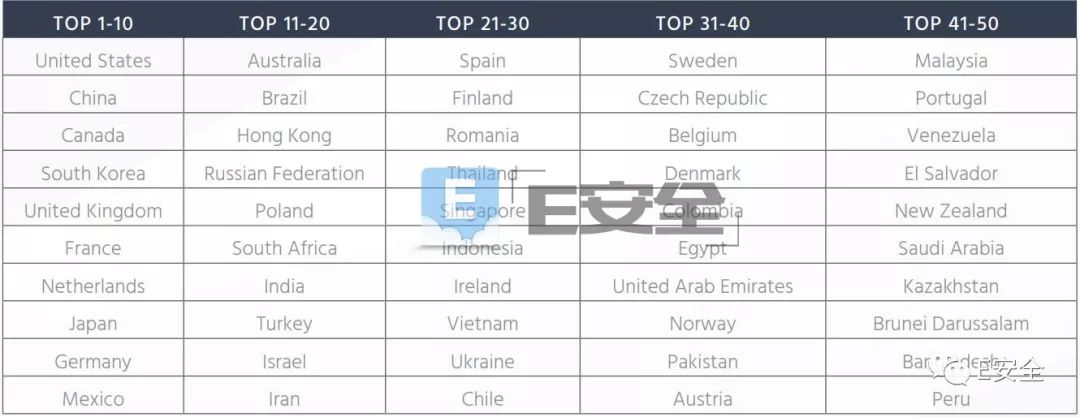 TOP 1-10 TOP 11-20 TOP 21-30 TOP 31-40 TOP 41-50
United States Australia Spain Sweden Malaysia
China Brazil Finland Czech Republic Portugal
Canada Hong Kong Romania Belgium Venezuela
South Korea Russian Federation Thailand Denmark El Salvador
United Kingdom Poland Singapore Colombia New Zealand
France South Africa Indonesia Egypt Saudi Arabia
Netherlands India Ireland United Arab Emirates Kazakhstan
Japan Turkey Vietnam Norway Brunei Darussalam
Germany Israel Ukraine Pakistan
Mexico Iran Chile Austria Peru
E
E安全
E安全